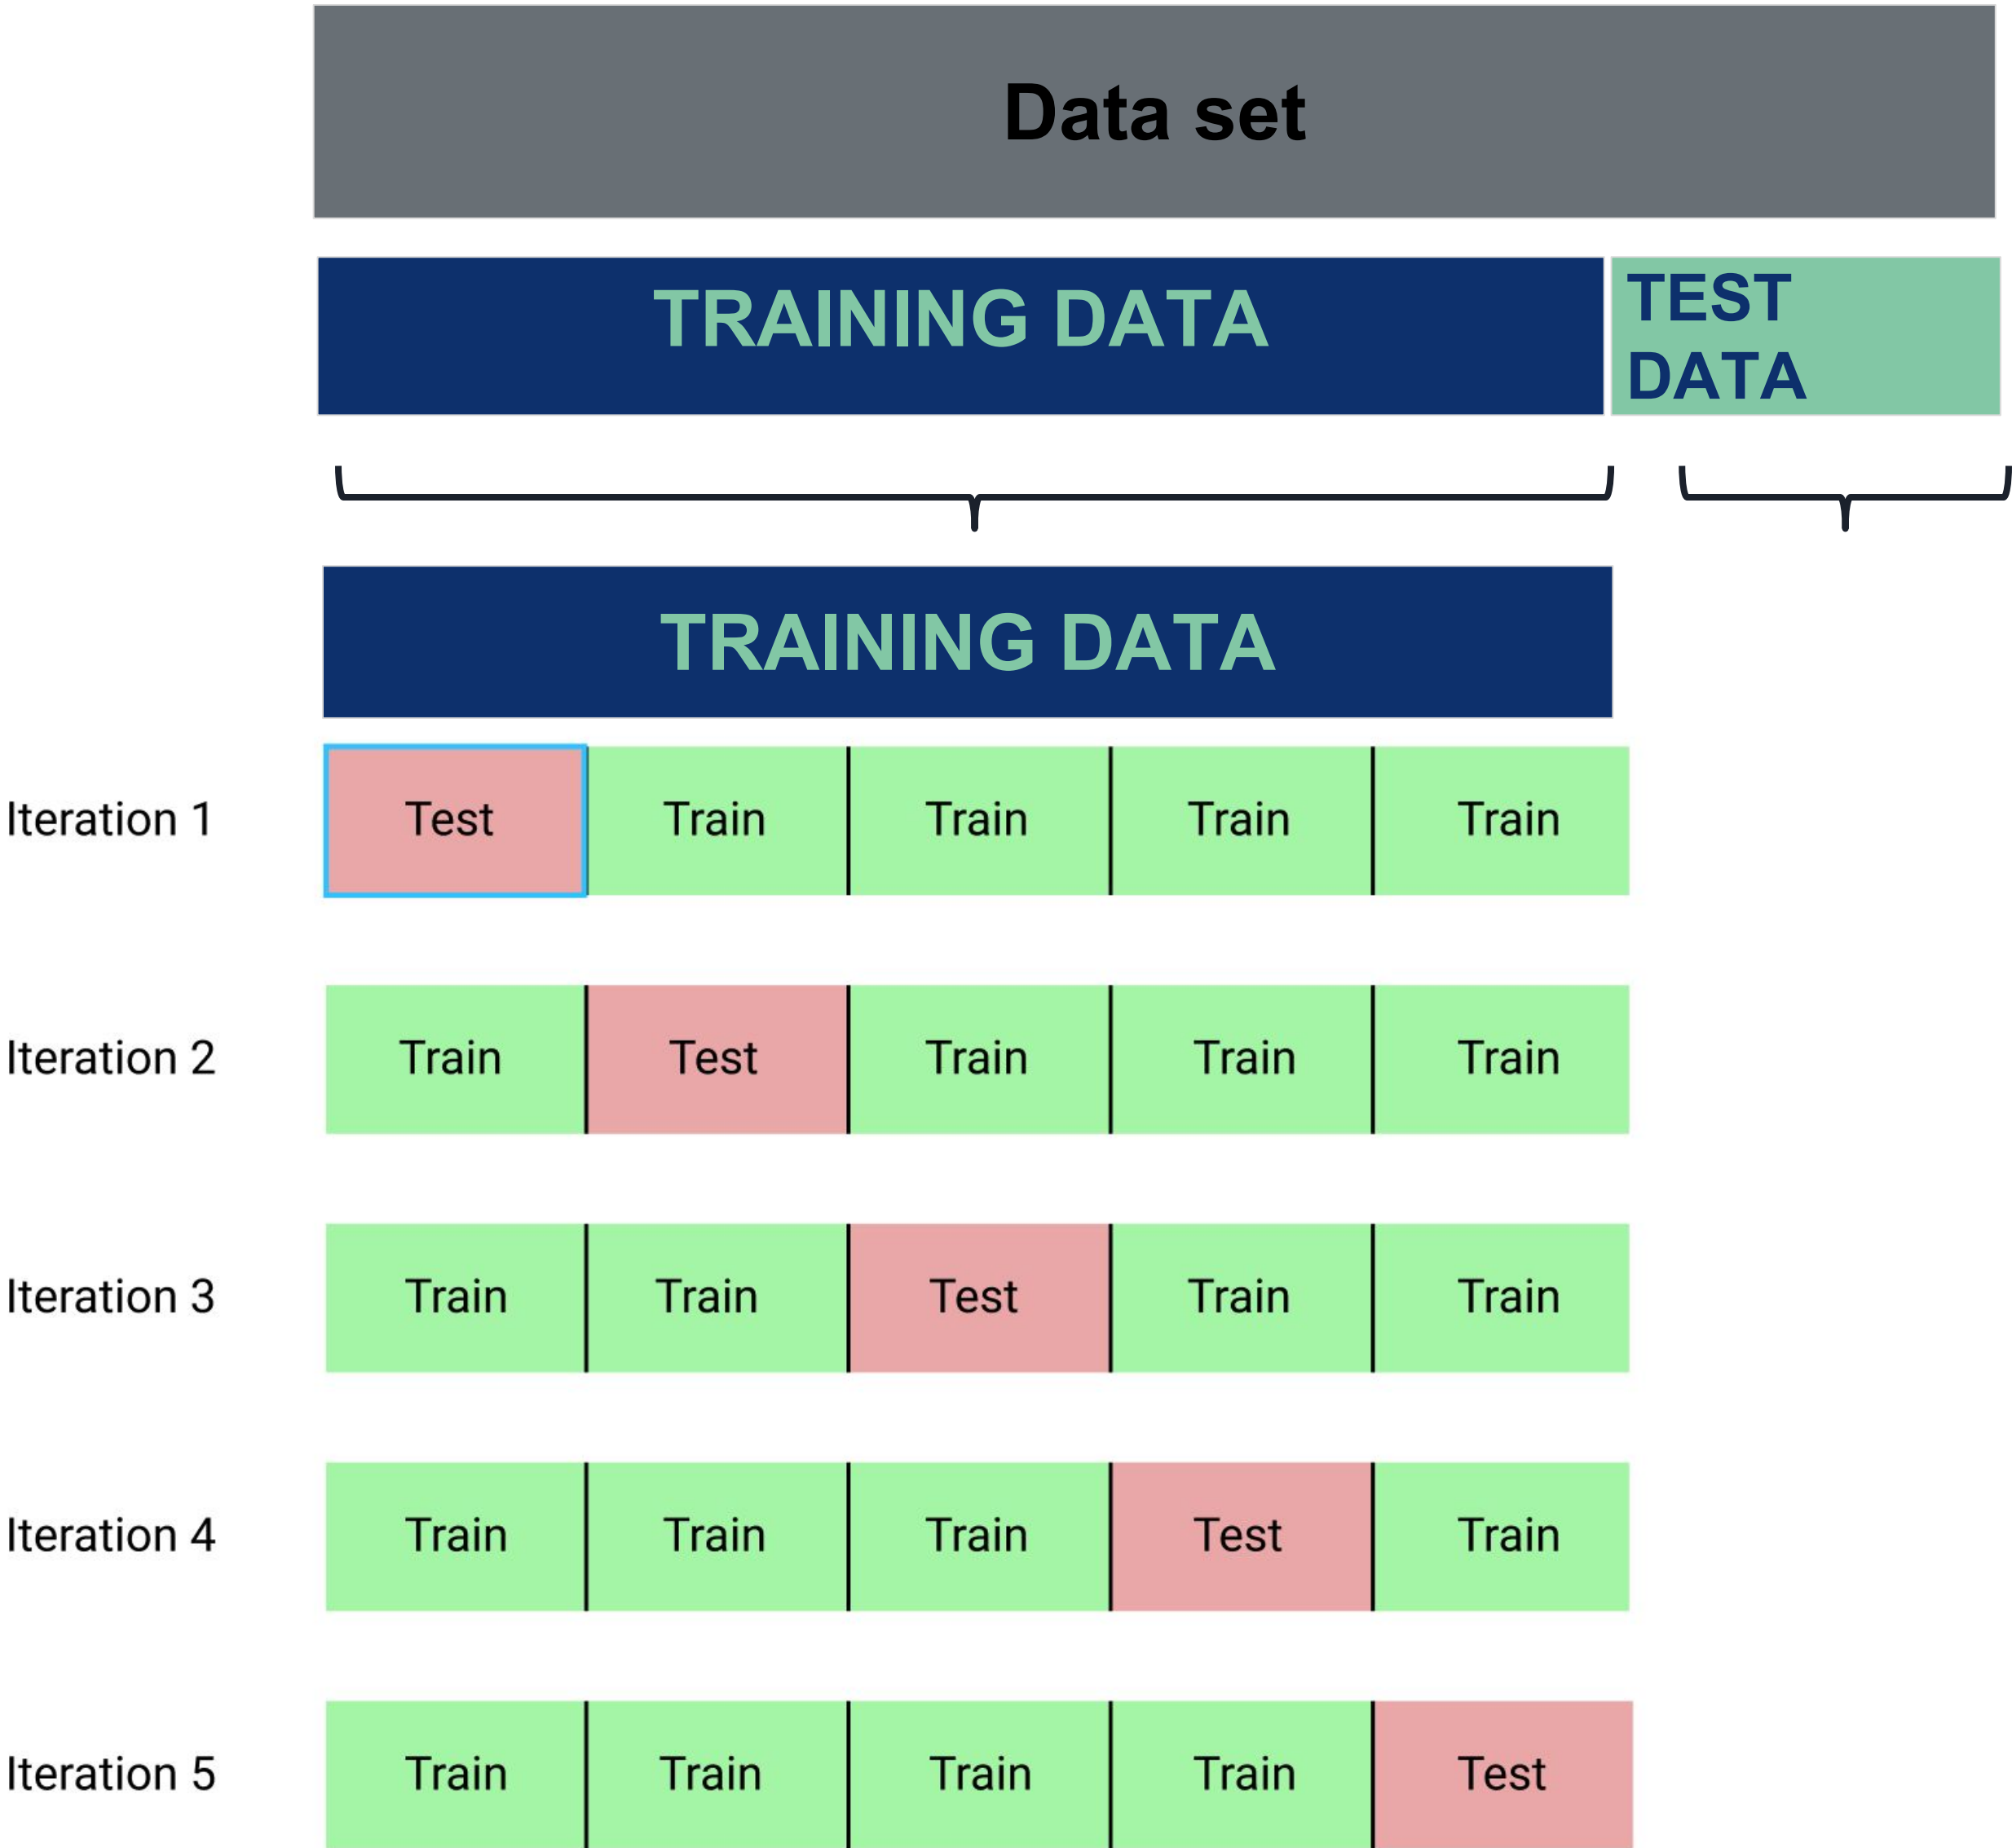 Data set
TRAINING DATA
TEST
DATA
TRAINING DATA
Iteration 1 Test Train Train Train Train
Iteration 2 Train Test Train Train Train
Iteration 3 Train Train Test Train Train
Iteration 4 Train Train Train Test Train
Iteration 5 Train Train Train Train Test